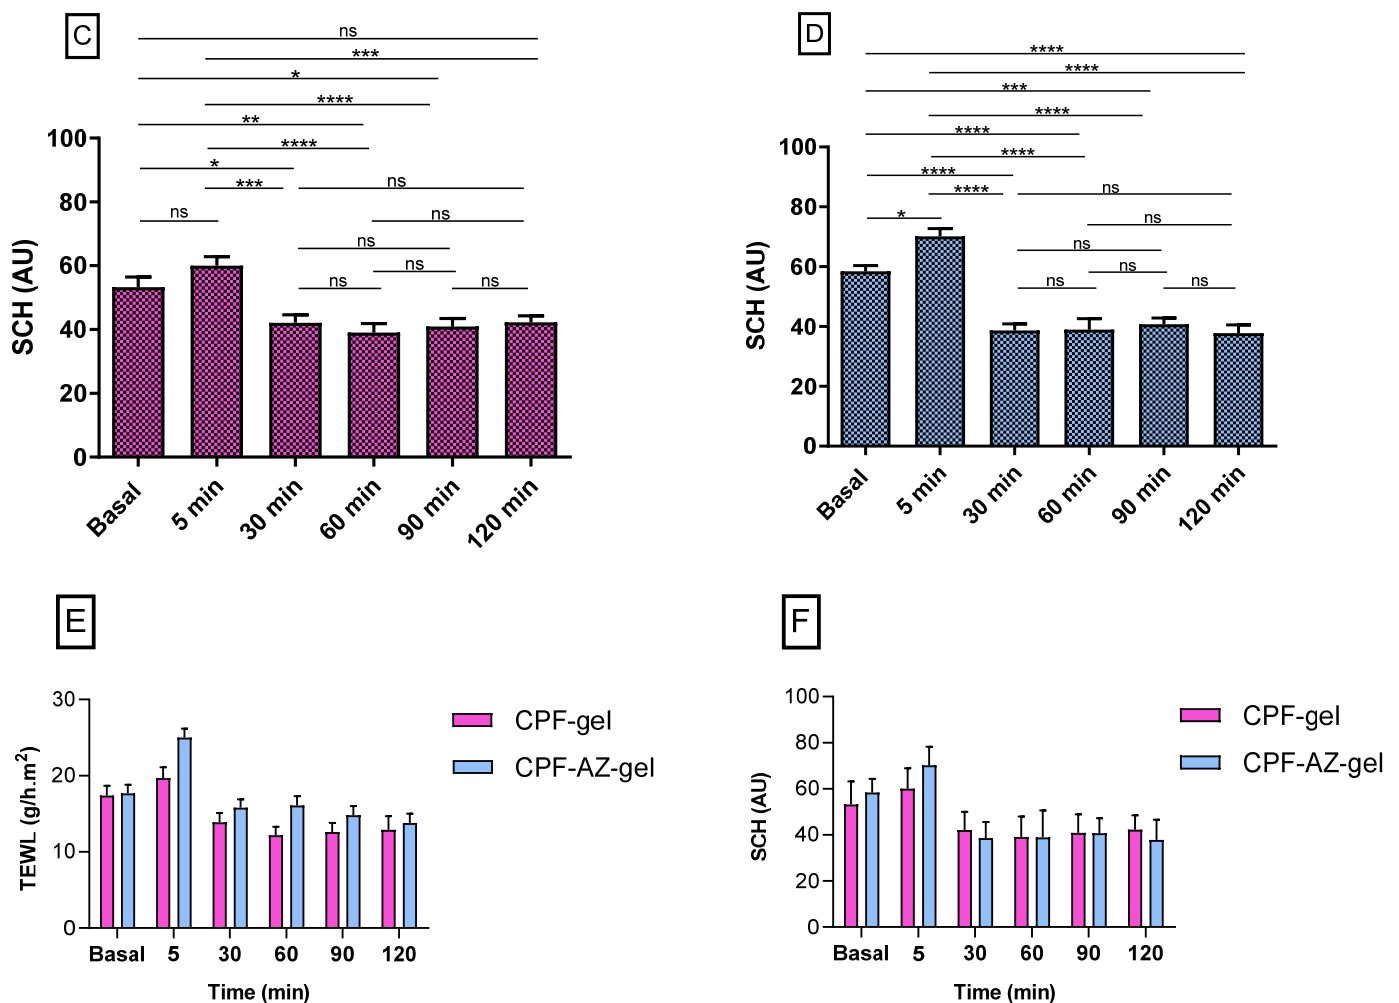 C
ns
***
*
****
**
****
*
***
ns
ns
ns
ns
ns
ns
ns
100
80
60
40
20
0
SCH (AU)
Basal
5 min
30 min
60 min
90 min
120 min
D
****
****
***
****
****
****
****
****
ns
*
ns
ns
ns
ns
ns
100
80
60
40
20
0
SCH (AU)
Basal
5 min
30 min
60 min
90 min
120 min
E
30
20
10
0
TEWL (g/h.m²)
CPF-gel
CPF-AZ-gel
Basal 5 30 60 90 120
Time (min)
F
100
80
60
40
20
0
SCH (AU)
CPF-gel
CPF-AZ-gel
Basal 5 30 60 90 120
Time (min)